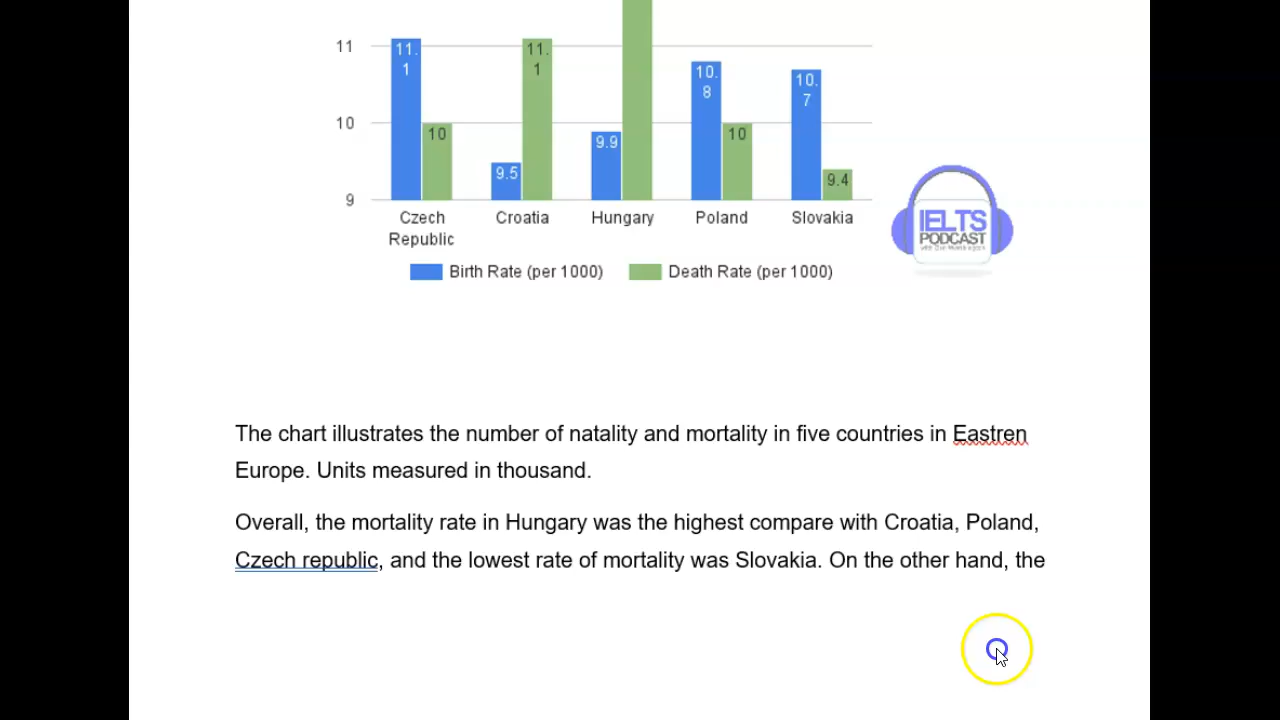 11
11.
1
11.
1
10.
8
10.
7
10
10
9.5
9.9
10
9.4
9
Czech
Republic
Croatia
Hungary
Poland
Slovakia
Birth Rate (per 1000)
Death Rate (per 1000)
IELTS
PODCAST
The chart illustrates the number of natality and mortality in five countries in Eastren
Europe. Units measured in thousand.
Overall, the mortality rate in Hungary was the highest compare with Croatia, Poland,
Czech republic, and the lowest rate of mortality was Slovakia. On the other hand, the